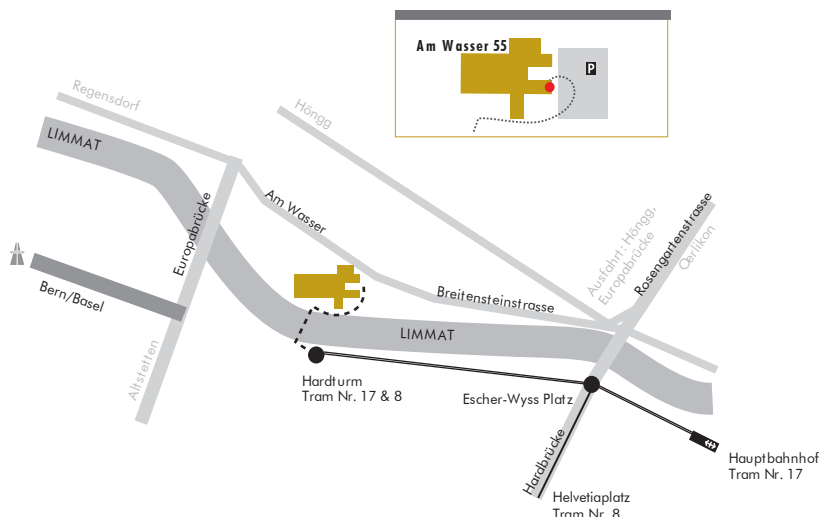 Am Wasser 55
P
Regensdorf
Höngg
LIMMAT
Am Wasser
Europabrücke
Ausfahrt: Höngg,
Europabrücke
Rosengartenstrasse
Oerlikon
Bern/Basel
Breitensteinstrasse
LIMMAT
Altstetten
Hardturm
Tram Nr. 17 & 8
Escher-Wyss Platz
Hardbrücke
Hauptbahnhof
Tram Nr. 17
Helvetiaplatz
Tram Nr. 8